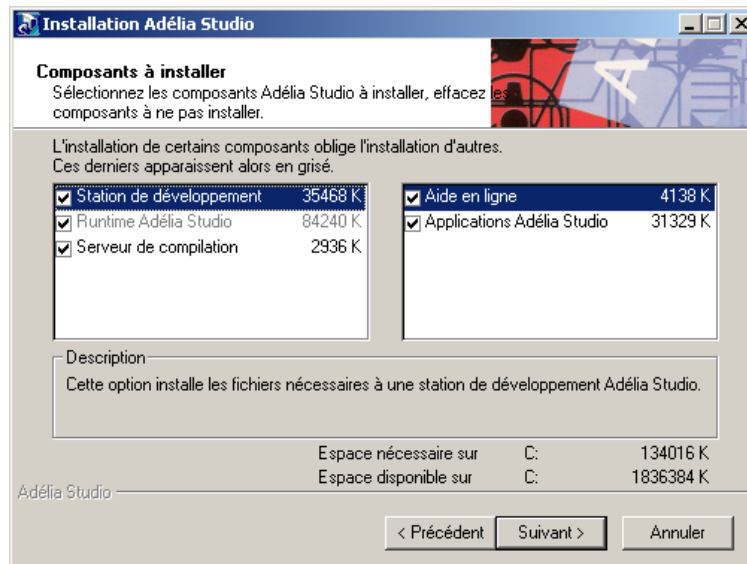 Installation Adélia Studio
Composants à installer
Sélectionnez les composants Adélia Studio à installer, effacez les
composants à ne pas installer.
L'installation de certains composants oblige l'installation d'autres.
Ces derniers apparaissent alors en grisé.
Station de développement 35468 K
Runtime Adélia Studio 84240 K
Serveur de compilation 2936 K
Aide en ligne 4138 K
Applications Adélia Studio 31329 K
Description
Cette option installe les fichiers nécessaires à une station de développement Adélia Studio.
Espace nécessaire sur C: 134016 K
Espace disponible sur C: 1836384 K
Adélia Studio
< Précédent Suivant > Annuler